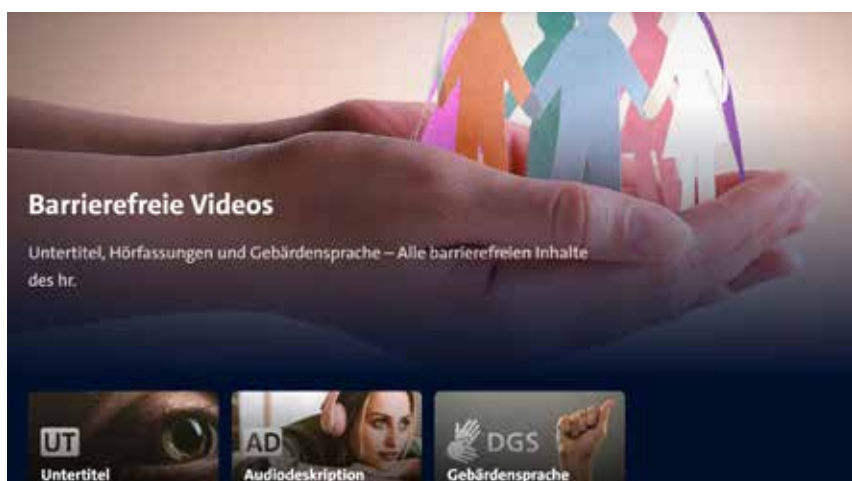 Barrierefreie Videos
Untertitel, Hörfassungen und Gebärdensprache – Alle barrierefreien Inhalte
des hr.
UT
AD
DGS
Untertitel
Audiodeskription
Gebärdensprache